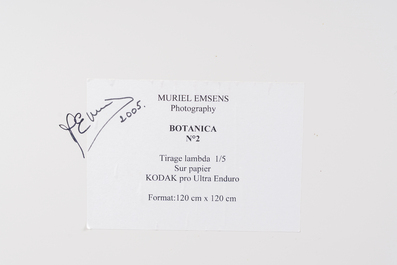 MURIEL EMSENS
Photography
2005.
BOTANICA
N°2
Tirage lambda 1/5
Sur papier
KODAK pro Ultra Enduro
Format:120 cm x 120 cm